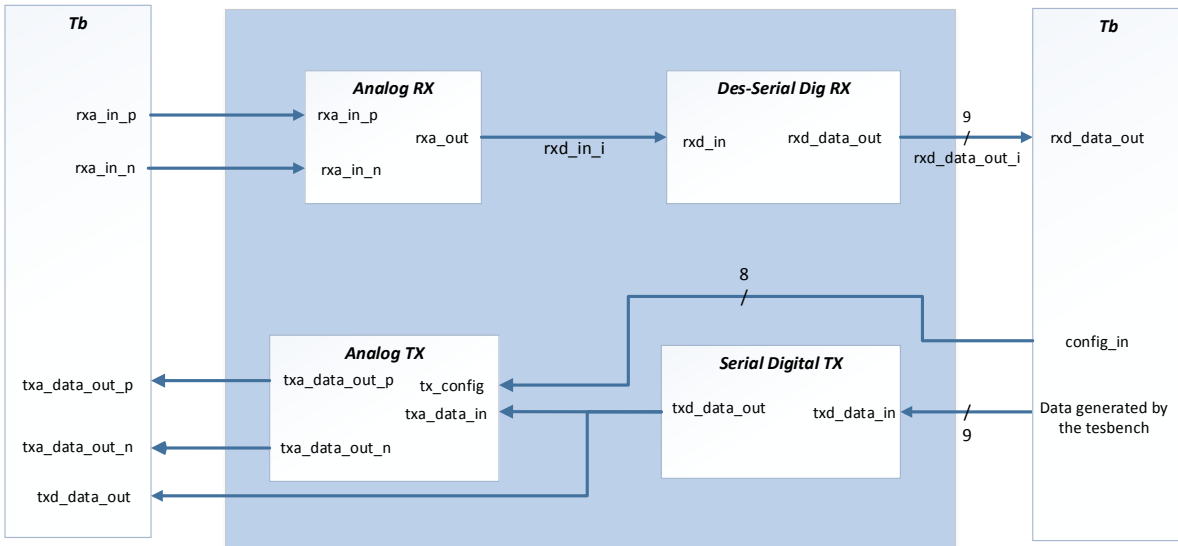 Tb
rxa_in_p
rxa_in_n
txa_data_out_p
txa_data_out_n
txd_data_out
Analog RX
rxa_in_p
rxa_out
rxa_in_n
rxd_in_i
Des-Serial Dig RX
rxd_in
rxd_data_out
9
rxd_data_out_i
Tb
rxd_data_out
config_in
Data generated by
the tesbench
8
Analog TX
txa_data_out_p
tx_config
txa_data_in
txa_data_out_n
Serial Digital TX
txd_data_out
txd_data_in
9